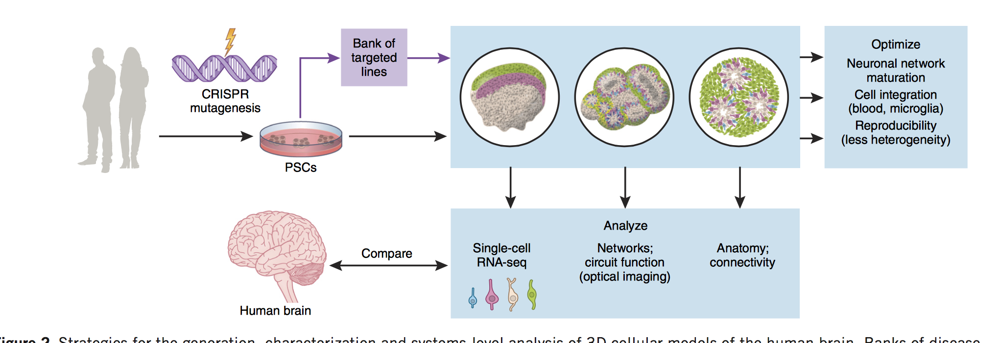 Bank of
targeted
lines
CRISPR
mutagenesis
PSCs
Optimize
Neuronal network
maturation
Cell integration
(blood, microglia)
Reproducibility
(less heterogeneity)
Analyze
Single-cell
RNA-seq
Networks;
circuit function
(optical imaging)
Anatomy;
connectivity
Compare
Human brain
Figure 2 Strategies for the generation, characterization and systems-level analysis of 3D cellular models of the human brain. Banks of disease